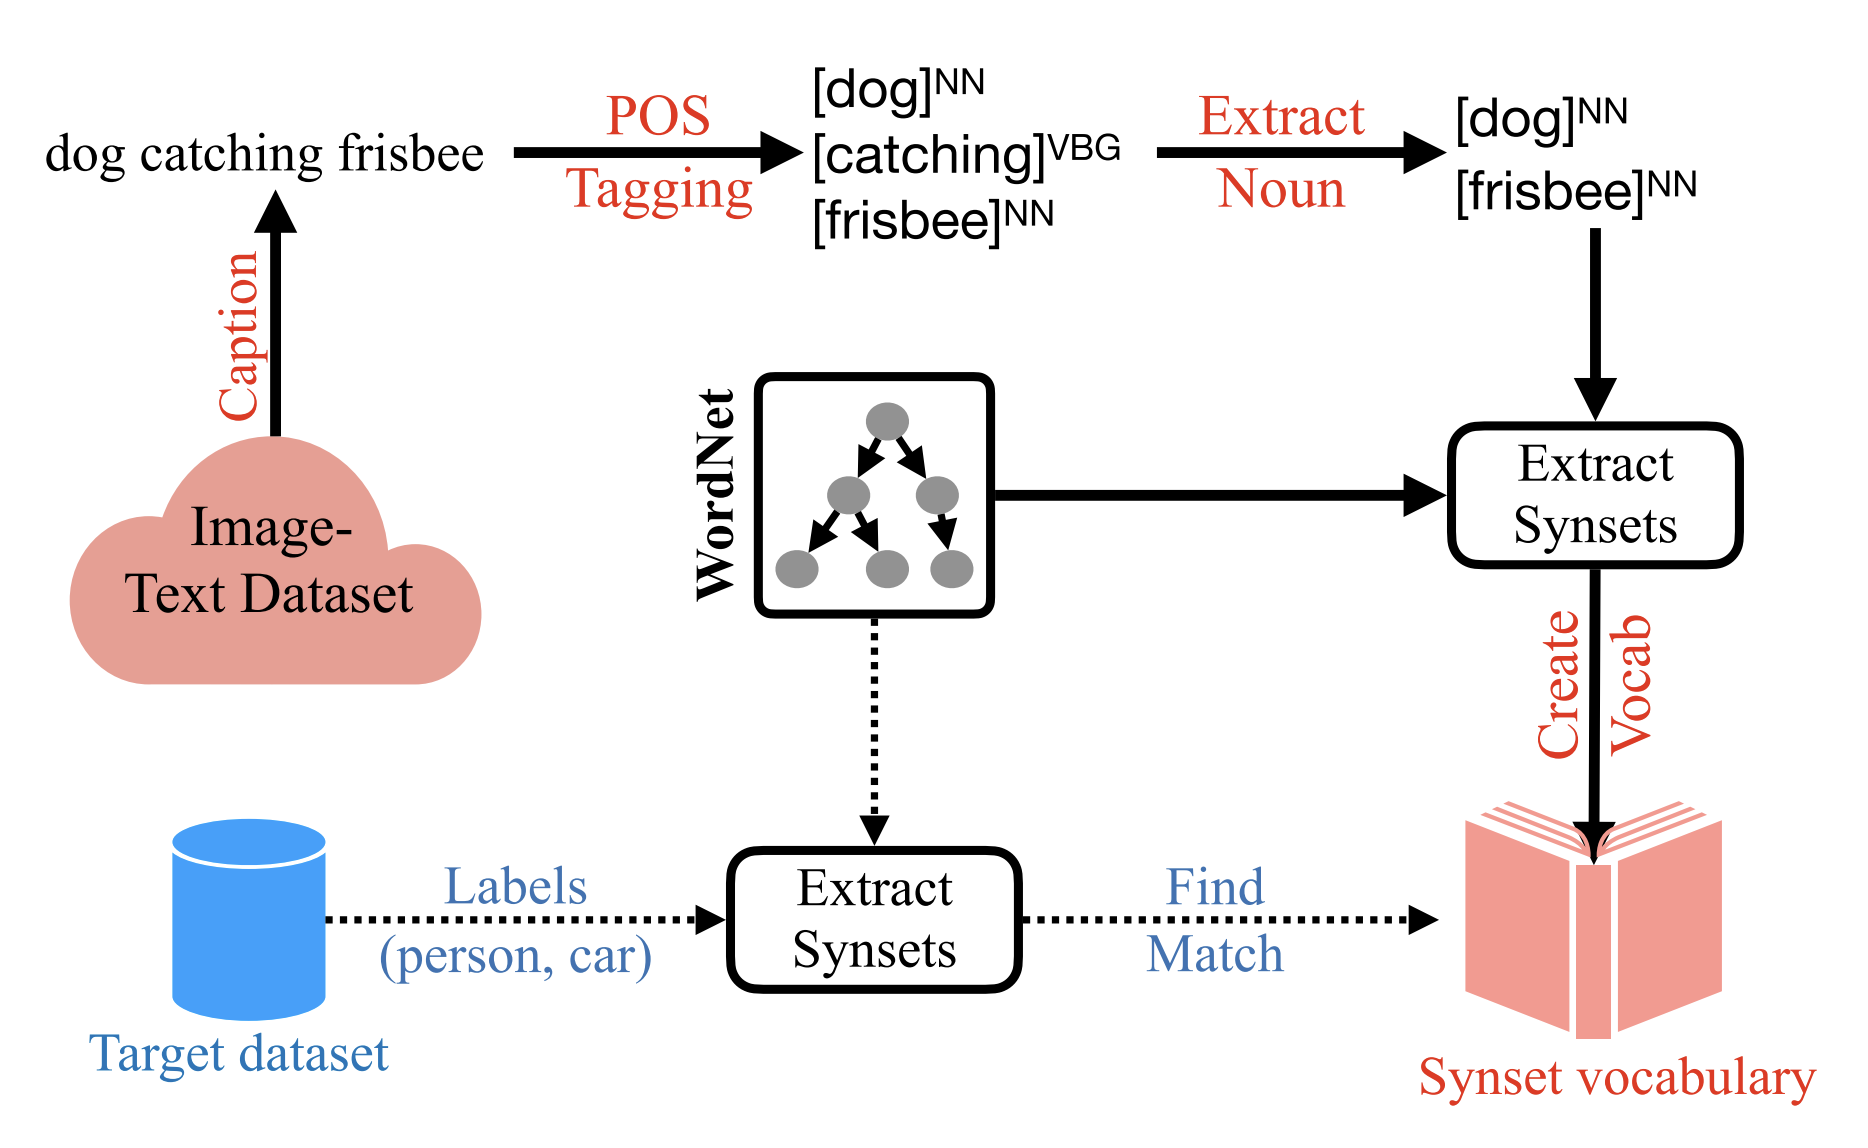 dog catching frisbee
POS
Tagging
[dog]NN
[catching]VBG
[frisbee]NN
Extract
Noun
[dog]NN
[frisbee]NN
Caption
Image-
Text Dataset
WordNet
Extract
Synsets
Create
Vocab
Target dataset
Labels
(person, car)
Extract
Synsets
Find
Match
Synset vocabulary